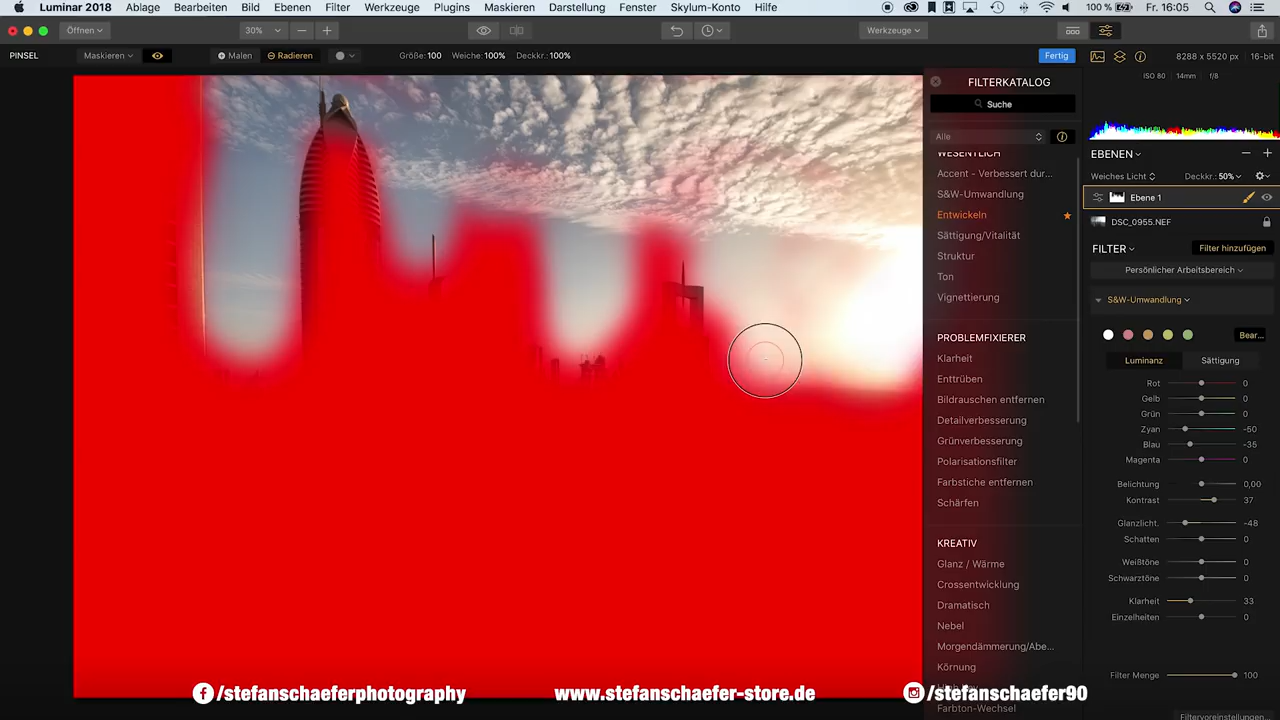 Luminar 2018 Ablage Bearbeiten Bild Ebenen Filter Plugins Maskieren Darstellung Fenster Skylum-Konto Hilfe 100 % Fr. 16:05
Öffnen 30% Werkzeuge
PINSEL Maskieren Malen Radieren Größe: 100 Weiche: 100% Deckkr.: 100% Fertig 8288 x 5520 px 16-bit
ISO 80 14mm f/8
FILTERKATALOG
Suche
Alle
WESENTLICH
Accent - Verbessert dur...
S&W-Umwandlung
Entwickeln
Sättigung/Vitalität
Struktur
Ton
Vignettierung
PROBLEMFIXIERER
Klarheit
Enttrüben
Bildrauschen entfernen
Detailverbesserung
Grünverbesserung
Polarisationsfilter
Farbstiche entfernen
Schärfen
KREATIV
Glanz / Wärme
Crossentwicklung
Dramatisch
Nebel
Morgendämmerung/Abe...
Körnung
Farbton-Wechsel
EBENEN
Weiches Licht Deckkr.: 50%
Ebene 1
DSC_0955.NEF
FILTER Filter hinzufügen
Persönlicher Arbeitsbereich
S&W-Umwandlung
Bear...
Luminanz Sättigung
Rot 0
Gelb 0
Grün 0
Zyan -50
Blau -35
Magenta 0
Belichtung 0,00
Kontrast 37
Glanzlicht. -48
Schatten 0
Weißtöne 0
Schwarztöne 0
Klarheit 33
Einzelheiten 0
Filter Menge 100
Filtervoreinstellungen...
/stefanschaeferphotography www.stefanschaefer-store.de /stefanschaefer90